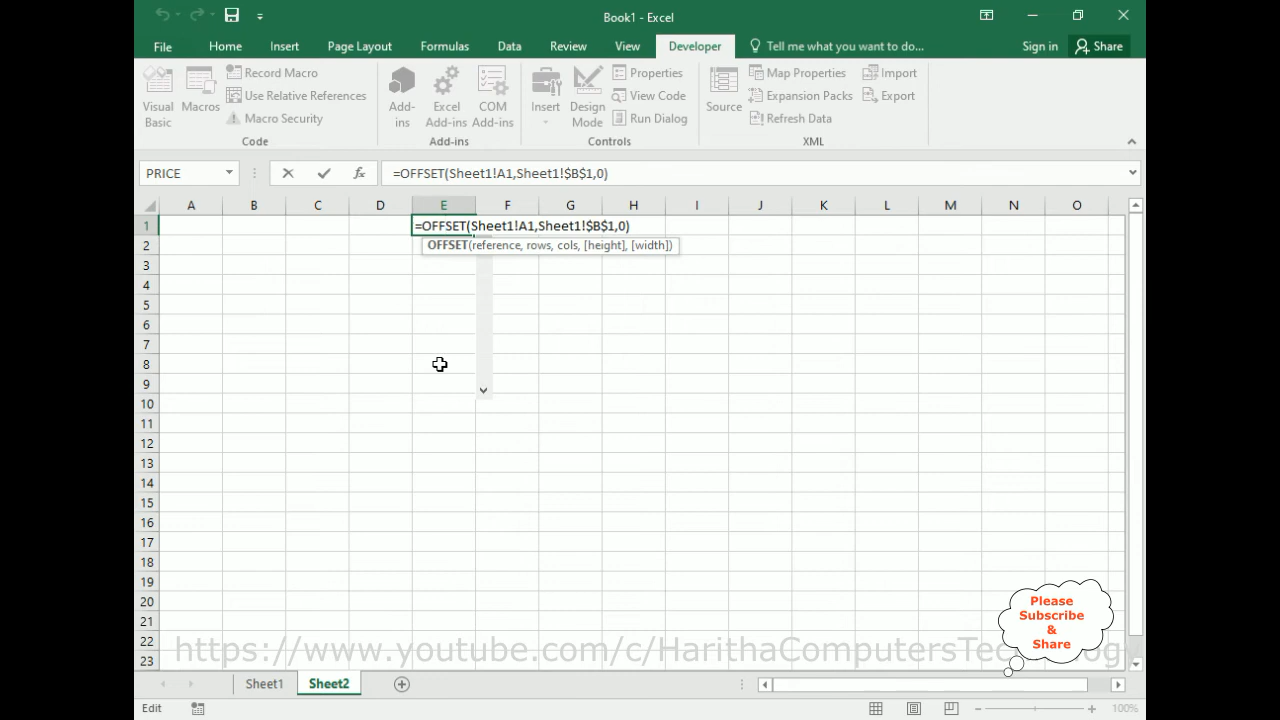 Book1 - Excel
File Home Insert Page Layout Formulas Data Review View Developer Tell me what you want to do... Sign in Share
Visual Basic
Macros
Record Macro
Use Relative References
Macro Security
Code
Add-ins
Excel Add-ins
COM Add-ins
Add-ins
Insert
Design Mode
Properties
View Code
Run Dialog
Controls
Source
Map Properties
Expansion Packs
Refresh Data
Import
Export
XML
PRICE fx =OFFSET(Sheet1!A1,Sheet1!$B$1,0)
A B C D E F G H I J K L M N O
1 =OFFSET(Sheet1!A1,Sheet1!$B$1,0)
2 OFFSET(reference, rows, cols, [height], [width])
3
4
5
6
7
8
9
10
11
12
13
14
15
16
17
18
19
20
21
22
23
Please
Subscribe
&
Share
https://www.youtube.com/c/HarithaComputersTechnology
Sheet1 Sheet2
Edit 100%